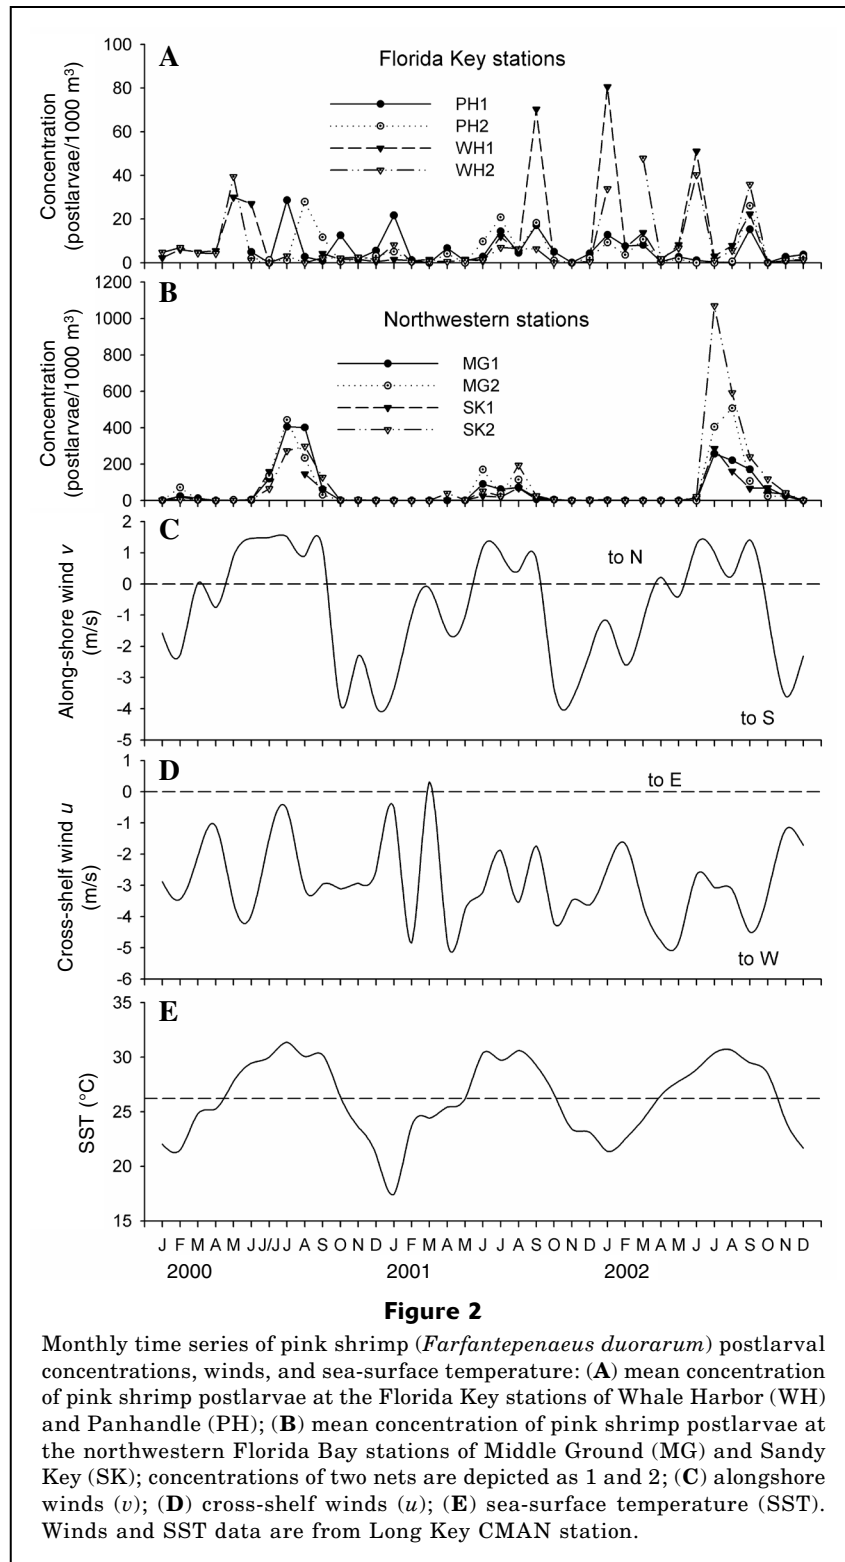 A
Florida Key stations
100
80
60
40
20
0
Concentration
(postlarvae/1000 m³)
PH1
PH2
WH1
WH2
B
Northwestern stations
1200
1000
800
600
400
200
0
Concentration
(postlarvae/1000 m³)
MG1
MG2
SK1
SK2
C
2
1
0
-1
-2
-3
-4
-5
Along-shore wind v
(m/s)
to N
to S
D
1
0
-1
-2
-3
-4
-5
-6
Cross-shelf wind u
(m/s)
to E
to W
E
35
30
25
20
15
SST (°C)
J F M A M J J/J J A S O N D J F M A M J J A S O N D J F M A M J J A S O N D
2000 2001 2002
Figure 2
Monthly time series of pink shrimp (Farfantepenaeus duorarum) postlarval
concentrations, winds, and sea-surface temperature: (A) mean concentration
of pink shrimp postlarvae at the Florida Key stations of Whale Harbor (WH)
and Panhandle (PH); (B) mean concentration of pink shrimp postlarvae at
the northwestern Florida Bay stations of Middle Ground (MG) and Sandy
Key (SK); concentrations of two nets are depicted as 1 and 2; (C) alongshore
winds (v); (D) cross-shelf winds (u); (E) sea-surface temperature (SST).
Winds and SST data are from Long Key CMAN station.